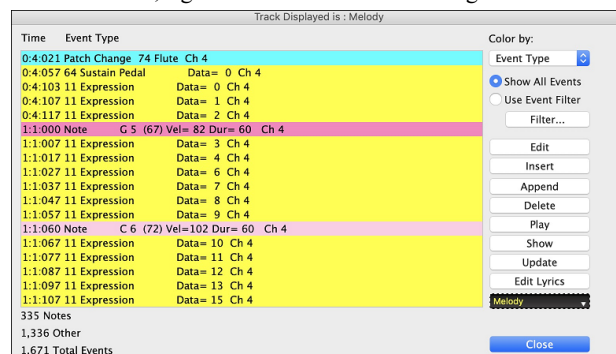 Track Displayed is : Melody
Time Event Type
0:4:021 Patch Change 74 Flute Ch 4
0:4:057 64 Sustain Pedal Data= 0 Ch 4
0:4:103 11 Expression Data= 0 Ch 4
0:4:107 11 Expression Data= 1 Ch 4
0:4:117 11 Expression Data= 2 Ch 4
1:1:000 Note G 5 (67) Vel= 82 Dur= 60 Ch 4
1:1:007 11 Expression Data= 3 Ch 4
1:1:017 11 Expression Data= 4 Ch 4
1:1:027 11 Expression Data= 6 Ch 4
1:1:037 11 Expression Data= 7 Ch 4
1:1:047 11 Expression Data= 8 Ch 4
1:1:057 11 Expression Data= 9 Ch 4
1:1:060 Note C 6 (72) Vel=102 Dur= 60 Ch 4
1:1:067 11 Expression Data= 10 Ch 4
1:1:077 11 Expression Data= 11 Ch 4
1:1:087 11 Expression Data= 12 Ch 4
1:1:097 11 Expression Data= 13 Ch 4
1:1:107 11 Expression Data= 15 Ch 4
335 Notes
1,336 Other
1,671 Total Events
Color by:
Event Type
Show All Events
Use Event Filter
Filter...
Edit
Insert
Append
Delete
Play
Show
Update
Edit Lyrics
Melody
Close